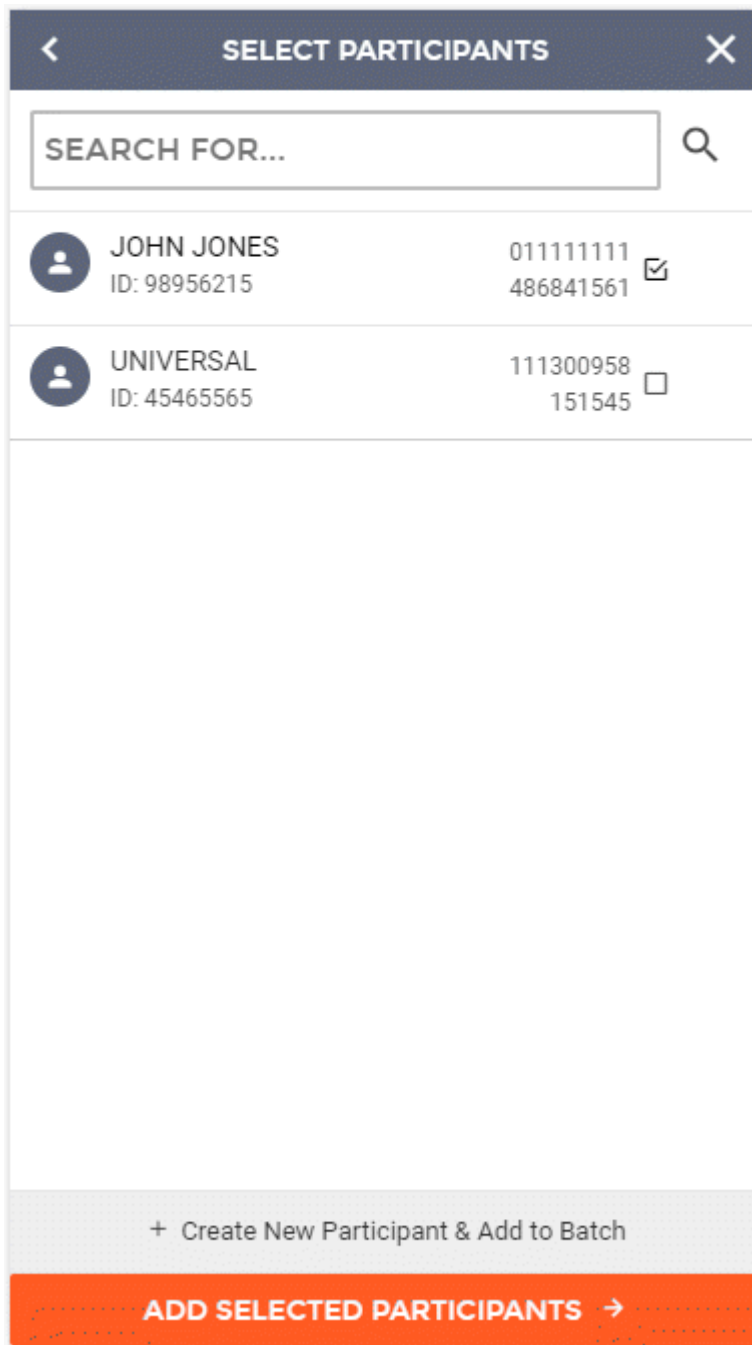 SELECT PARTICIPANTS
SEARCH FOR...
JOHN JONES
011111111
ID: 98956215
486841561
UNIVERSAL
111300958
ID: 45465565
151545
+ Create New Participant & Add to Batch
ADD SELECTED PARTICIPANTS →